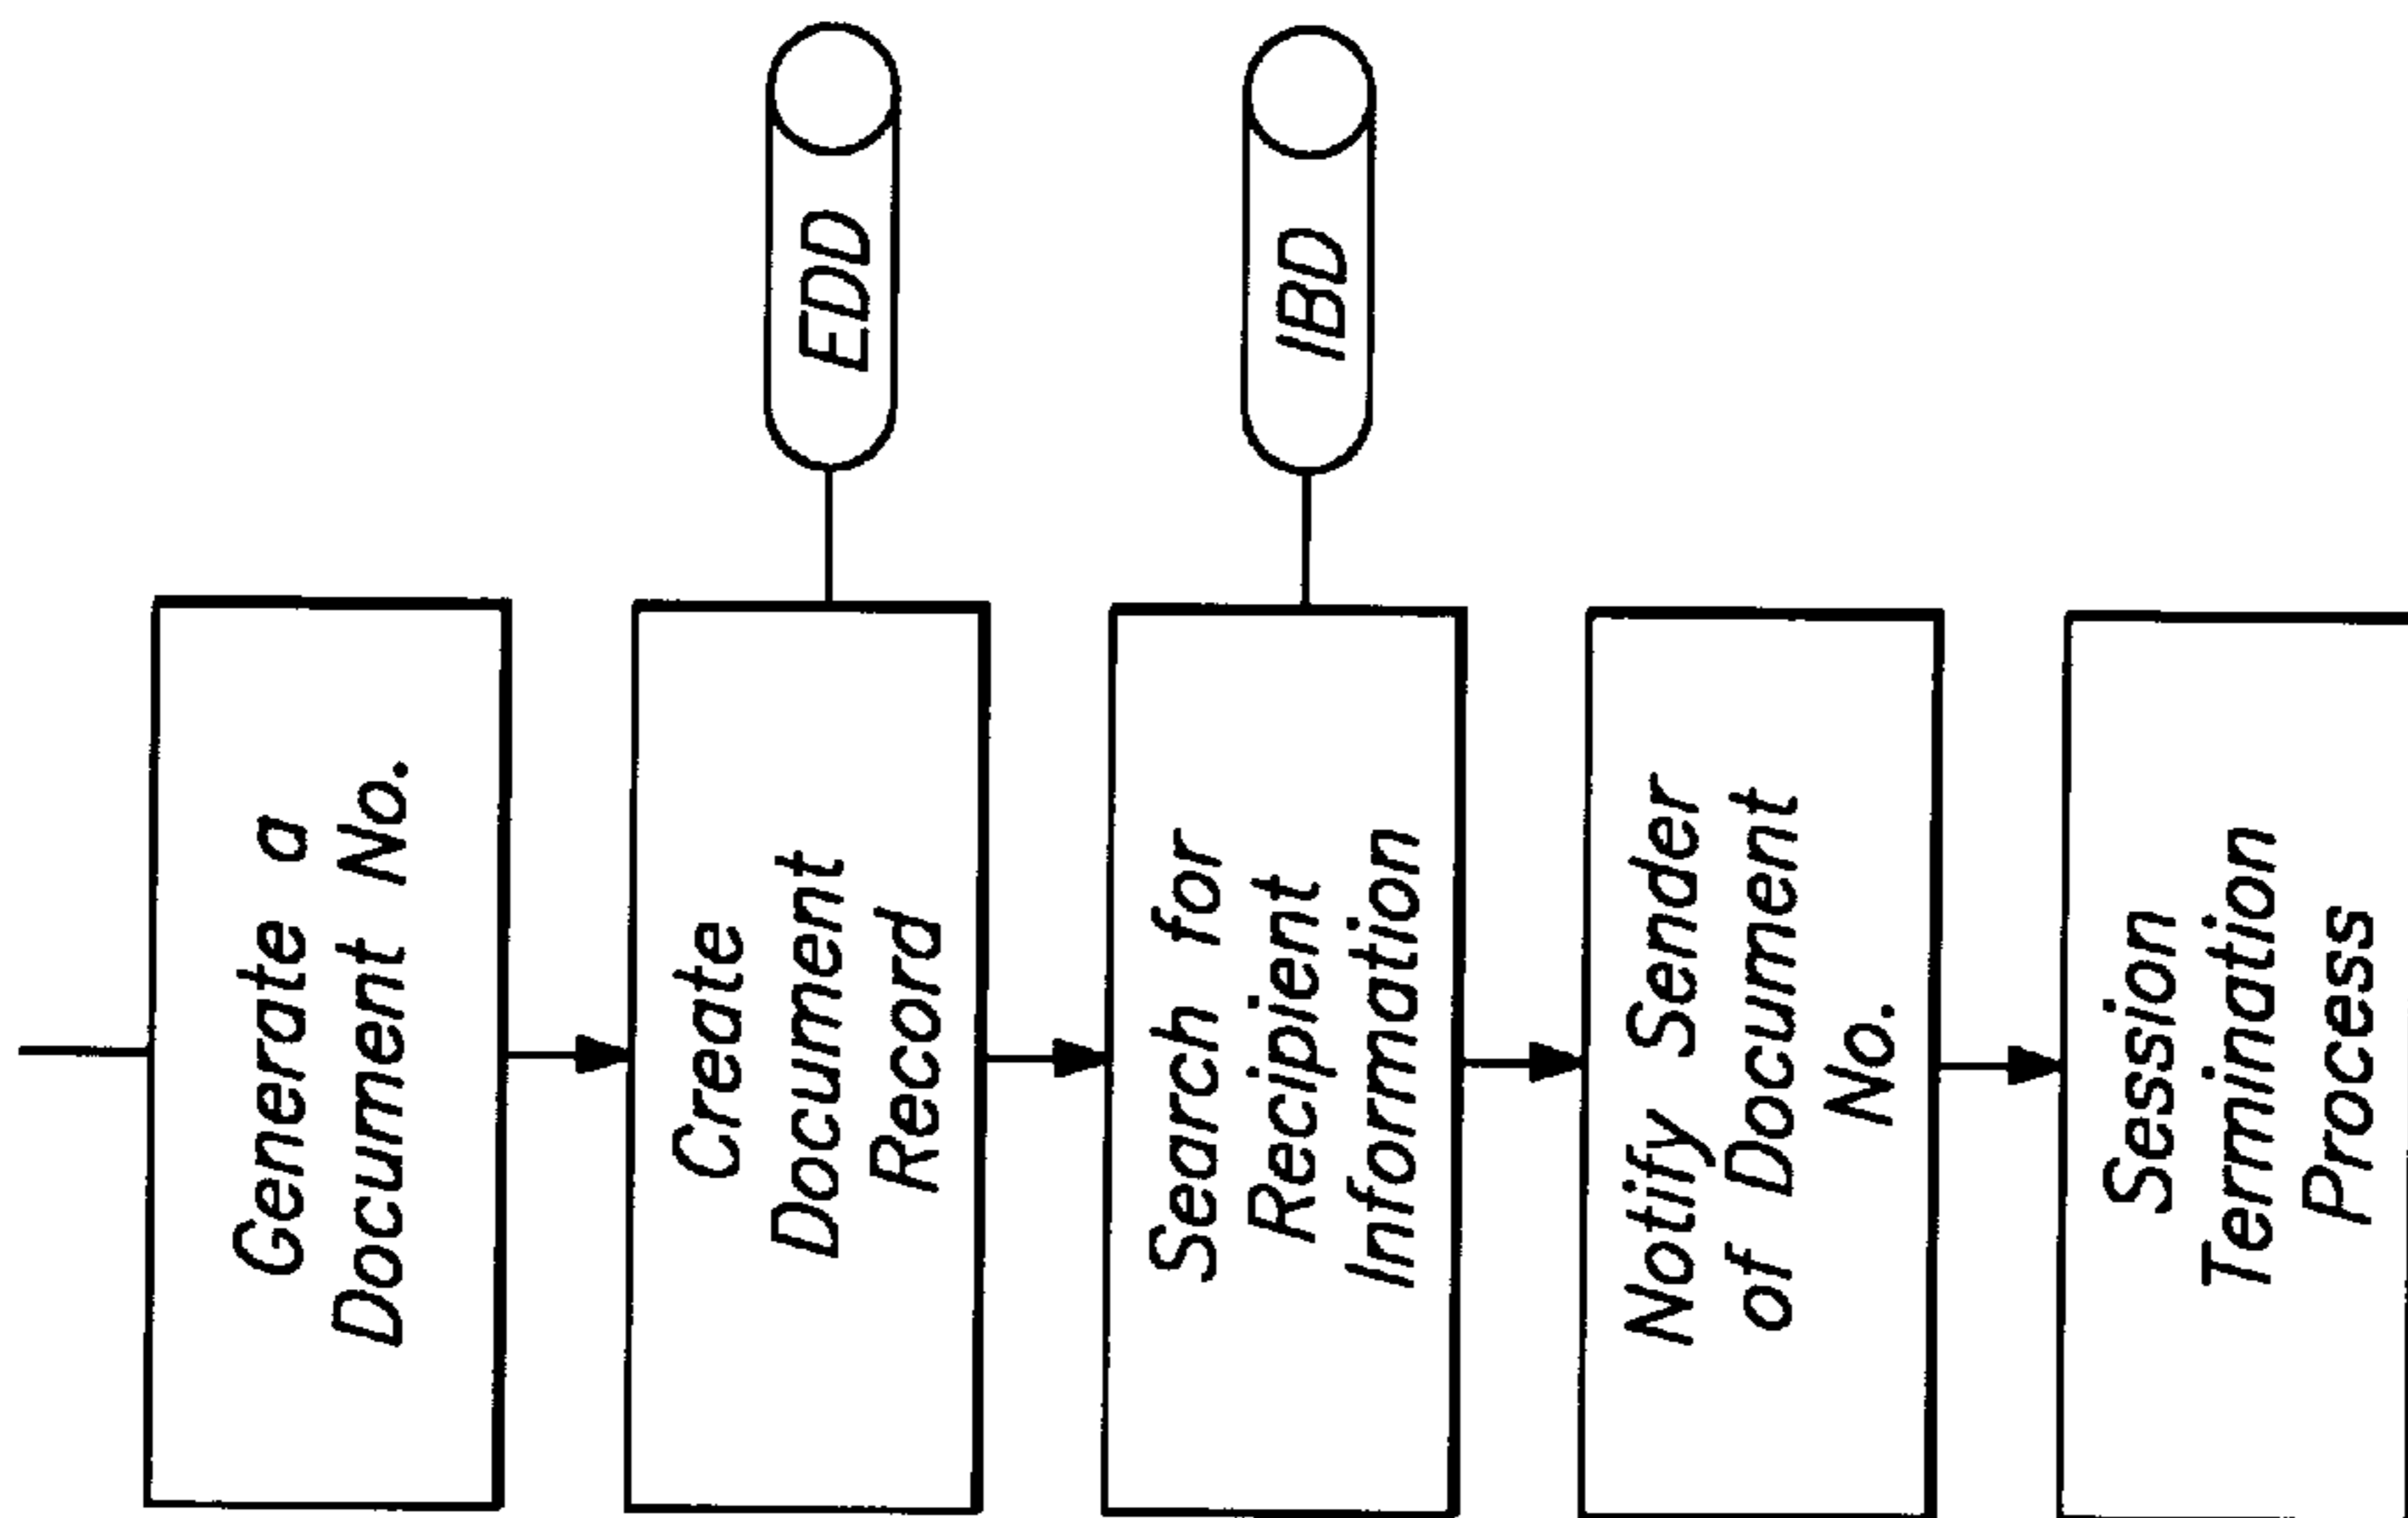 Generate a
Document No.
Create
Document
Record
EDD
Search for
Recipient
Information
IBD
Notify Sender
of Document
No.
Session
Termination
Process